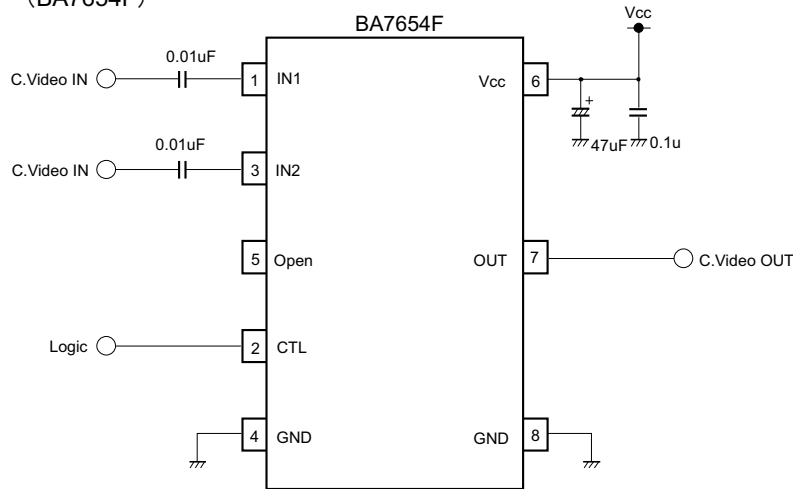 （BA7654F）
BA7654F
Vcc
0.01uF
C.Video IN
1
IN1
Vcc
6
+
47uF
0.1u
0.01uF
C.Video IN
3
IN2
5
Open
OUT
7
C.Video OUT
Logic
2
CTL
4
GND
GND
8